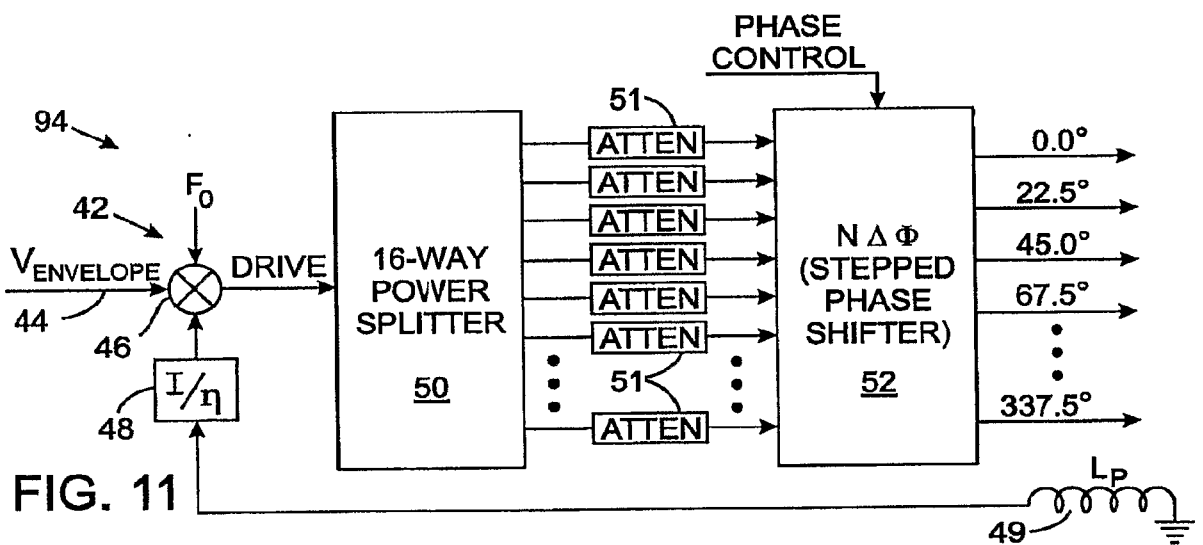 PHASE
CONTROL
94
51
ATTEN
ATTEN
ATTEN
ATTEN
ATTEN
ATTEN
51
ATTEN
42
F0
VENVELOPE
44
46
DRIVE
I/η
48
16-WAY
POWER
SPLITTER
50
N Δ Φ
(STEPPED
PHASE
SHIFTER)
52
0.0°
22.5°
45.0°
67.5°
337.5°
LP
49
FIG. 11